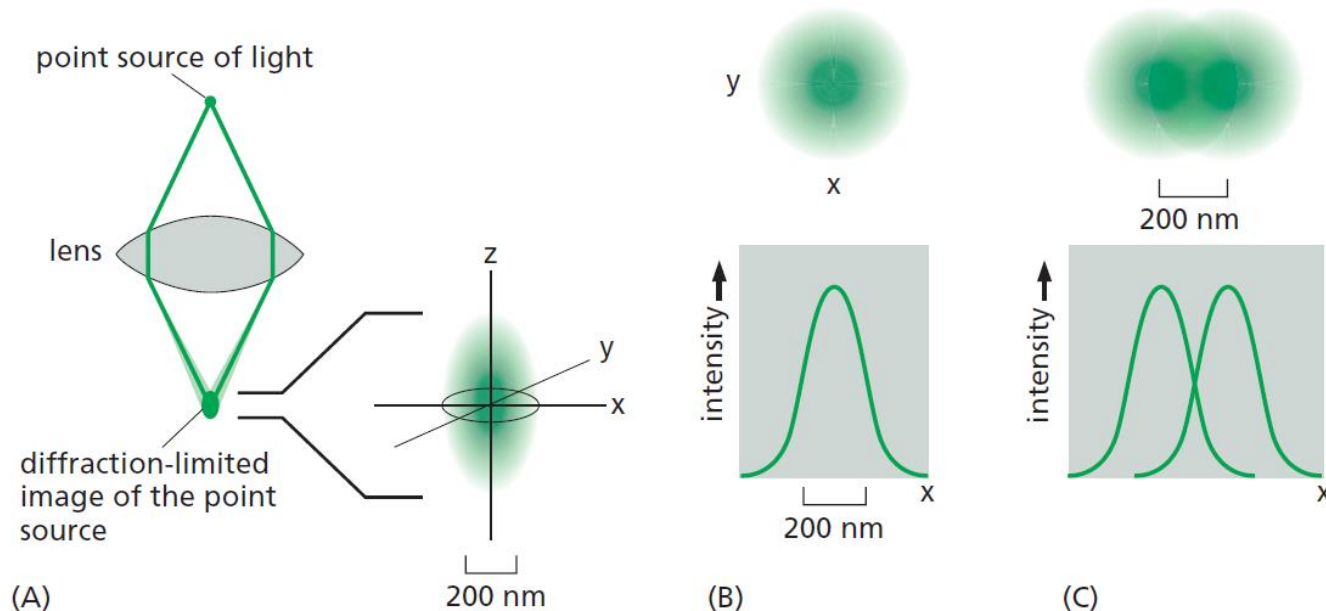 point source of light
lens
diffraction-limited
image of the point
source
z
y
x
200 nm
(A)
y
x
intensity
x
200 nm
(B)
200 nm
intensity
x
(C)